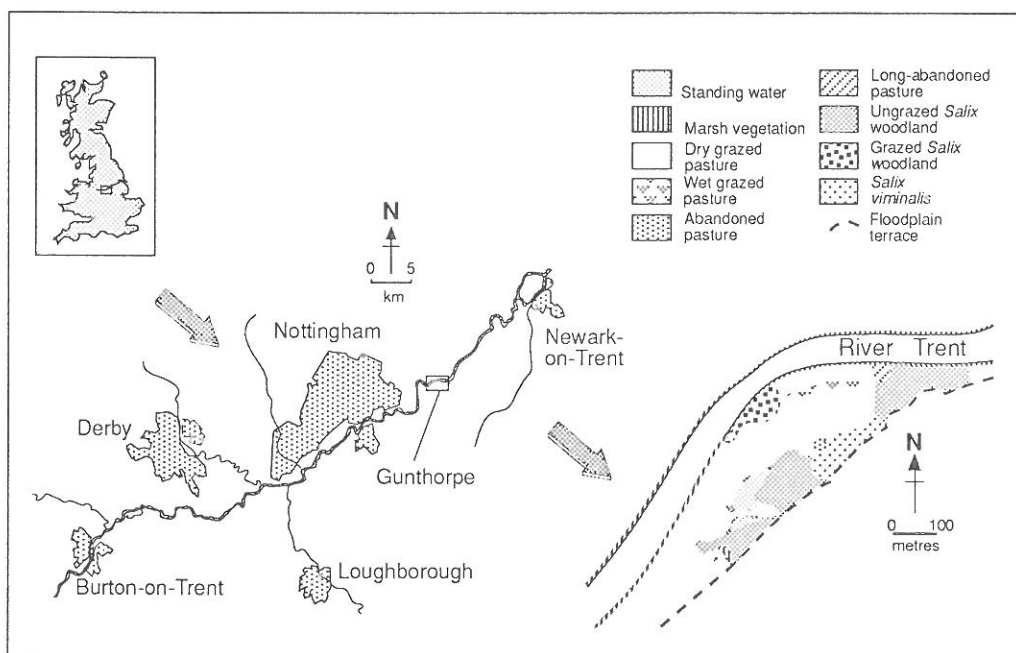 Standing water
Marsh vegetation
Dry grazed
pasture
Wet grazed
pasture
Abandoned
pasture
Long-abandoned
pasture
Ungrazed Salix
woodland
Grazed Salix
woodland
Salix
viminalis
Floodplain
terrace
N
0 5
km
Nottingham
Newark-
on-Trent
Derby
Gunthorpe
Burton-on-Trent
Loughborough
River Trent
N
0 100
metres